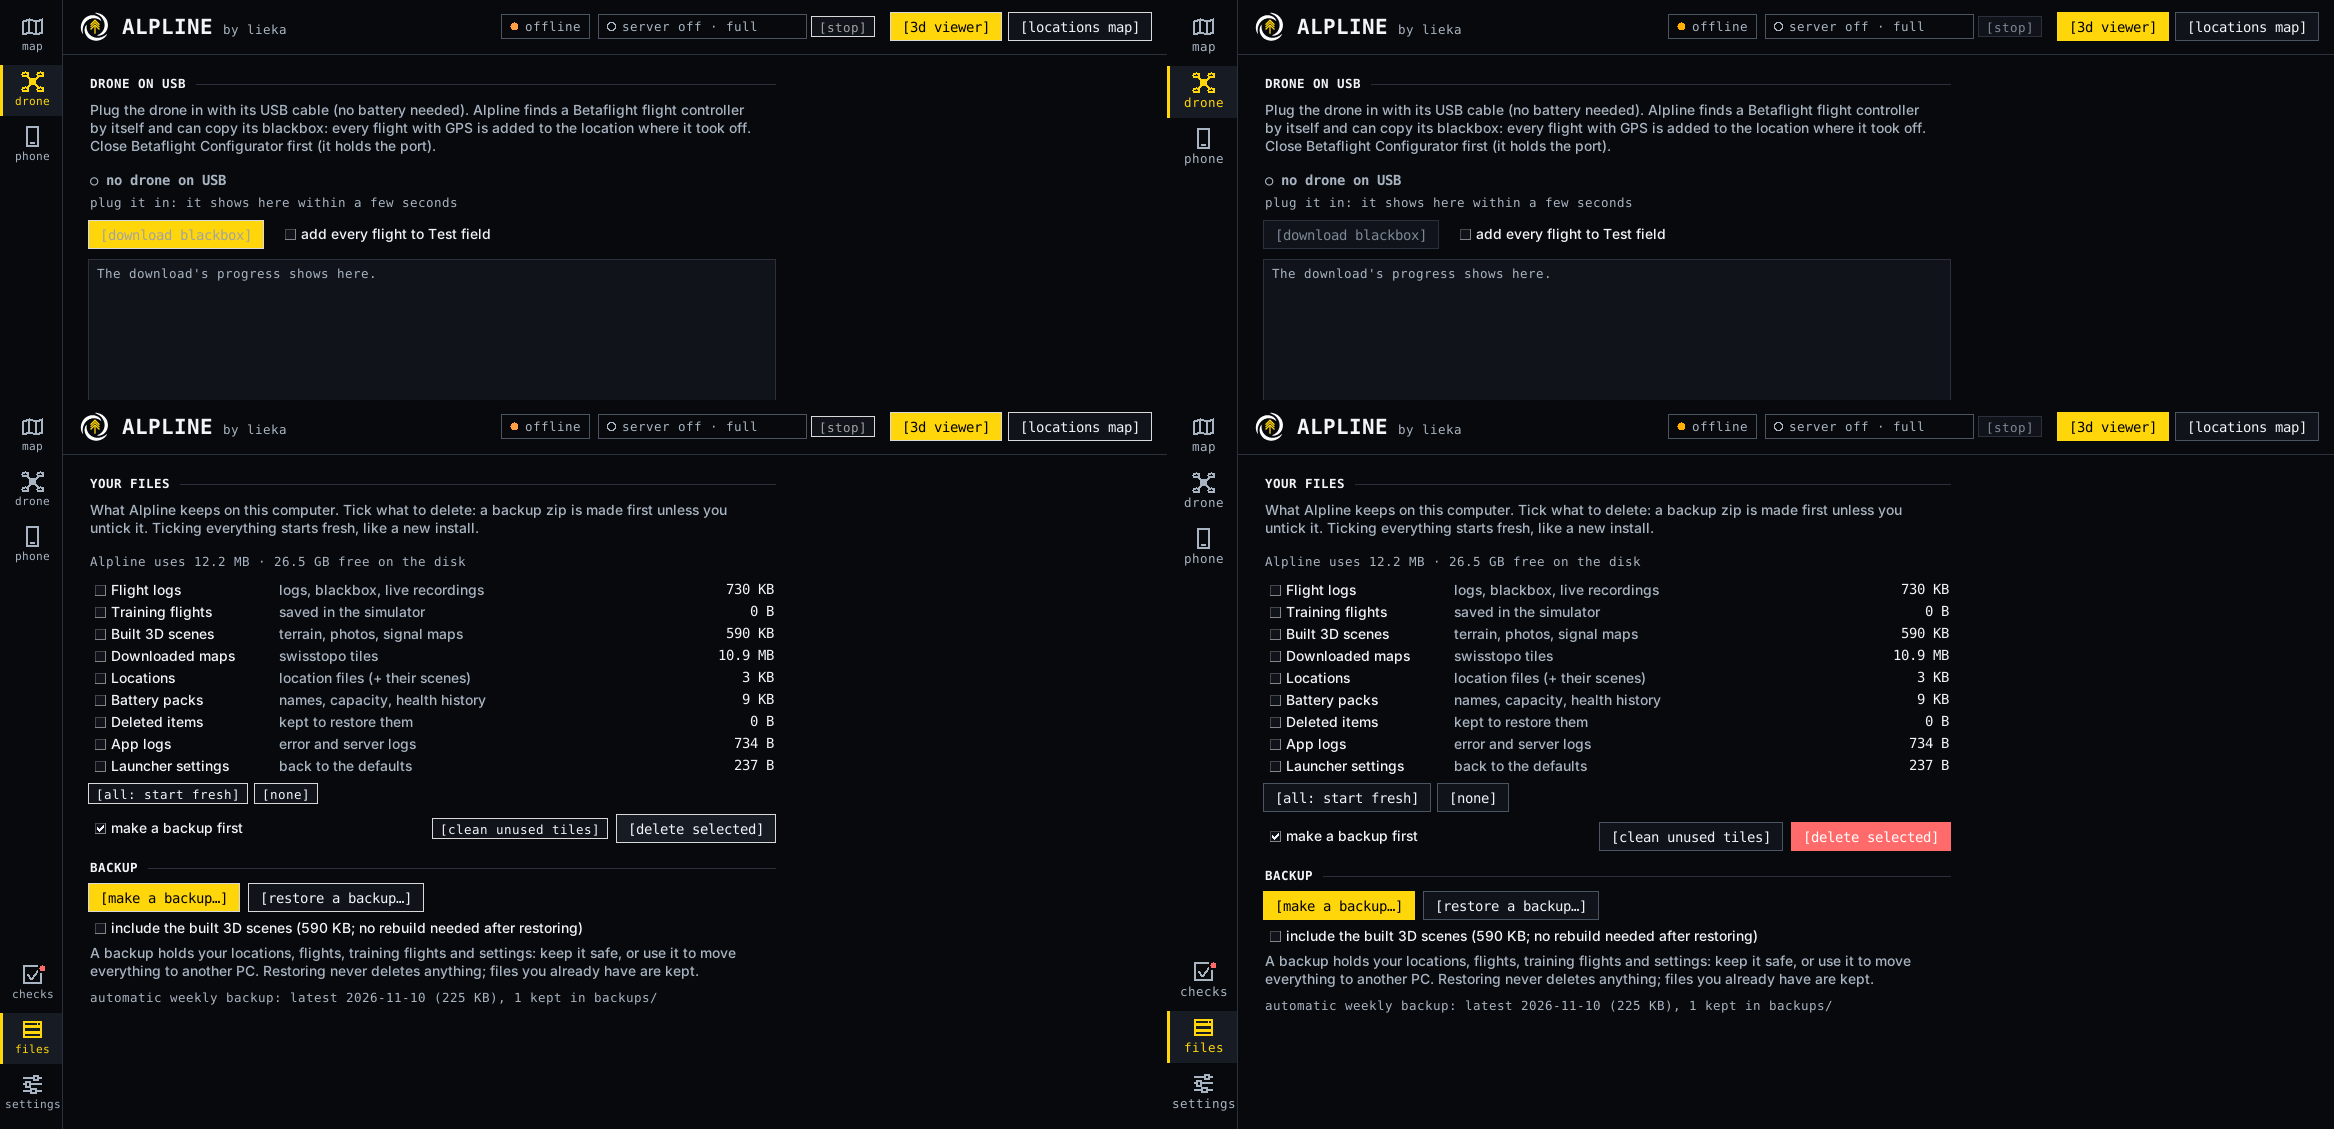 map
ALPLINE by lieka
offline
server off · full
[stop]
[3d viewer]
[locations map]
drone
phone
DRONE ON USB
Plug the drone in with its USB cable (no battery needed). Alpline finds a Betaflight flight controller
by itself and can copy its blackbox: every flight with GPS is added to the location where it took off.
Close Betaflight Configurator first (it holds the port).
no drone on USB
plug it in: it shows here within a few seconds
[download blackbox]
add every flight to Test field
The download's progress shows here.
map
ALPLINE by lieka
offline
server off · full
[stop]
[3d viewer]
[locations map]
drone
phone
DRONE ON USB
Plug the drone in with its USB cable (no battery needed). Alpline finds a Betaflight flight controller
by itself and can copy its blackbox: every flight with GPS is added to the location where it took off.
Close Betaflight Configurator first (it holds the port).
no drone on USB
plug it in: it shows here within a few seconds
[download blackbox]
add every flight to Test field
The download's progress shows here.
map
ALPLINE by lieka
offline
server off · full
[stop]
[3d viewer]
[locations map]
drone
phone
YOUR FILES
What Alpline keeps on this computer. Tick what to delete: a backup zip is made first unless you
untick it. Ticking everything starts fresh, like a new install.
Alpline uses 12.2 MB · 26.5 GB free on the disk
Flight logs logs, blackbox, live recordings 730 KB
Training flights saved in the simulator 0 B
Built 3D scenes terrain, photos, signal maps 590 KB
Downloaded maps swisstopo tiles 10.9 MB
Locations location files (+ their scenes) 3 KB
Battery packs names, capacity, health history 9 KB
Deleted items kept to restore them 0 B
App logs error and server logs 734 B
Launcher settings back to the defaults 237 B
[all: start fresh] [none]
make a backup first [clean unused tiles] [delete selected]
BACKUP
[make a backup…] [restore a backup…]
include the built 3D scenes (590 KB; no rebuild needed after restoring)
A backup holds your locations, flights, training flights and settings: keep it safe, or use it to move
everything to another PC. Restoring never deletes anything; files you already have are kept.
automatic weekly backup: latest 2026-11-10 (225 KB), 1 kept in backups/
checks
files
settings
map
ALPLINE by lieka
offline
server off · full
[stop]
[3d viewer]
[locations map]
drone
phone
YOUR FILES
What Alpline keeps on this computer. Tick what to delete: a backup zip is made first unless you
untick it. Ticking everything starts fresh, like a new install.
Alpline uses 12.2 MB · 26.5 GB free on the disk
Flight logs logs, blackbox, live recordings 730 KB
Training flights saved in the simulator 0 B
Built 3D scenes terrain, photos, signal maps 590 KB
Downloaded maps swisstopo tiles 10.9 MB
Locations location files (+ their scenes) 3 KB
Battery packs names, capacity, health history 9 KB
Deleted items kept to restore them 0 B
App logs error and server logs 734 B
Launcher settings back to the defaults 237 B
[all: start fresh] [none]
make a backup first [clean unused tiles] [delete selected]
BACKUP
[make a backup…] [restore a backup…]
include the built 3D scenes (590 KB; no rebuild needed after restoring)
A backup holds your locations, flights, training flights and settings: keep it safe, or use it to move
everything to another PC. Restoring never deletes anything; files you already have are kept.
automatic weekly backup: latest 2026-11-10 (225 KB), 1 kept in backups/
checks
files
settings